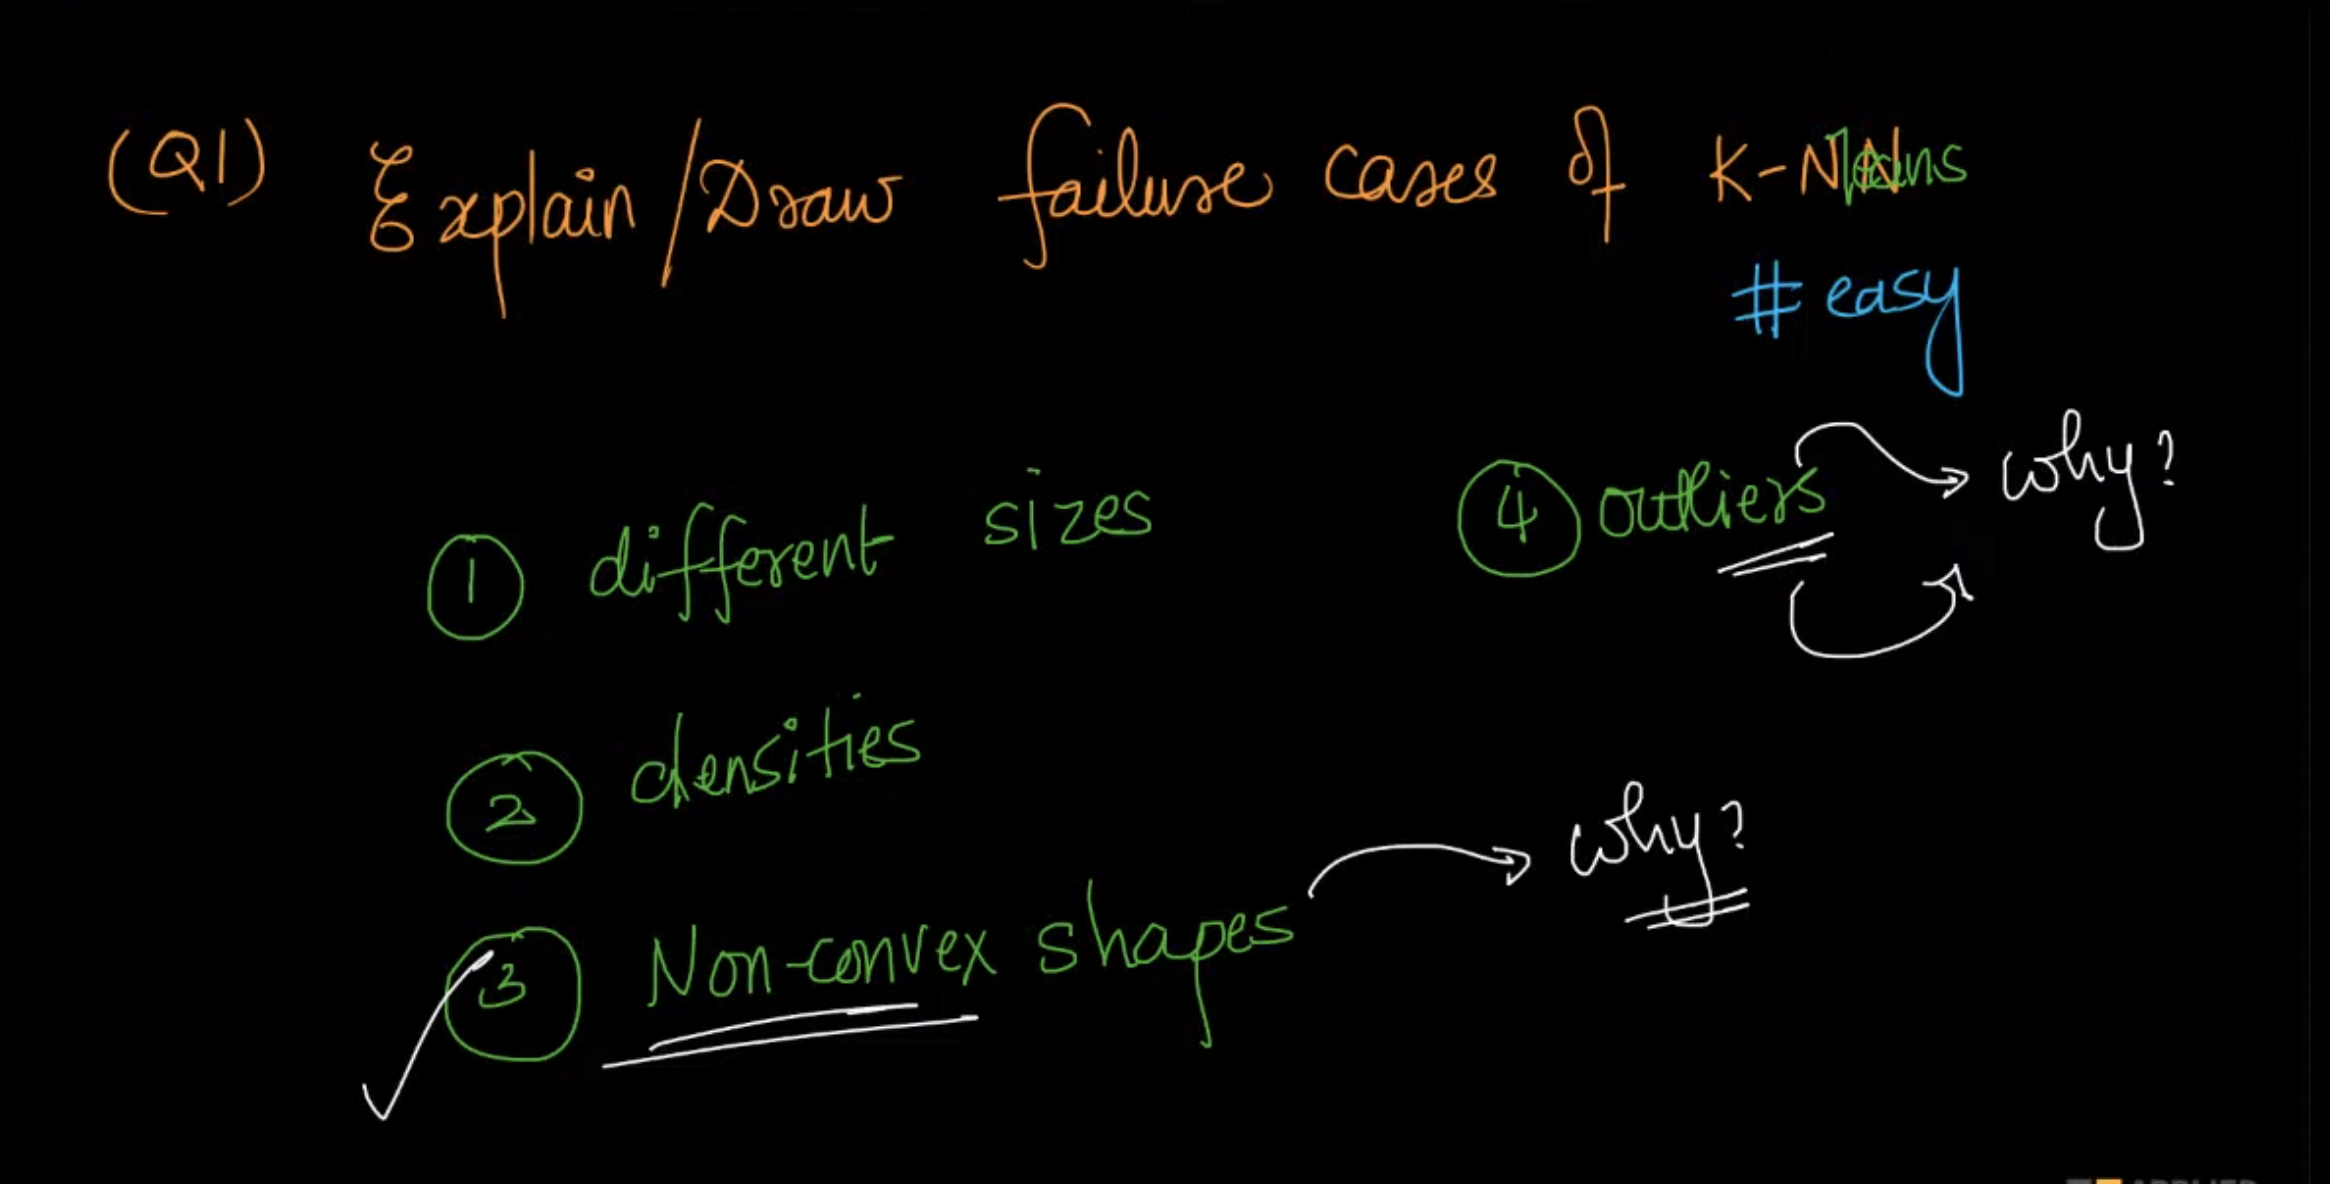 (Q1) Explain/Draw failure cases of K-Means
# easy
① different sizes
④ outliers → why?
② densities
③ Non-convex shapes → why?